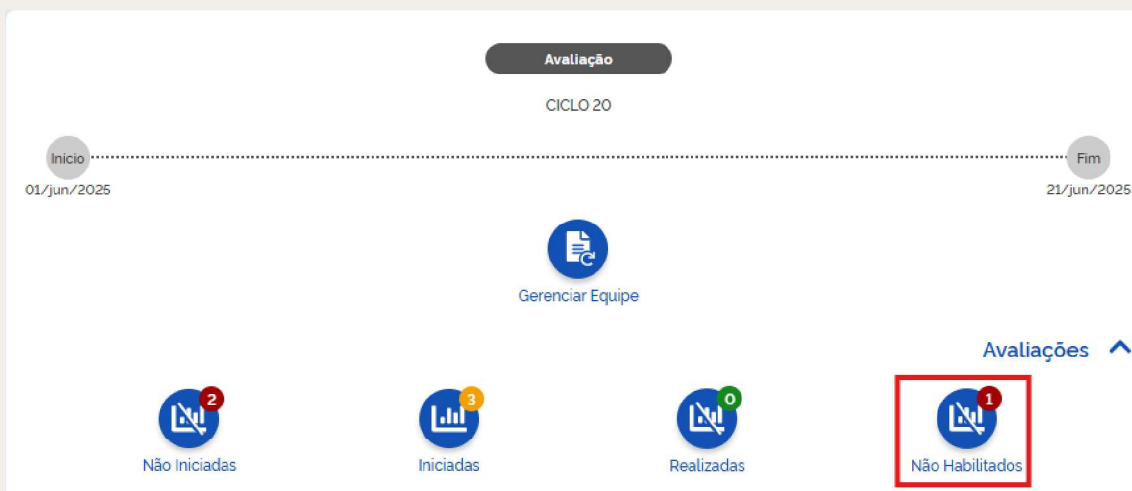 Avaliação
CICLO 20
Início
Fim
01/jun/2025
21/jun/2025
Gerenciar Equipe
Avaliações
2
3
0
1
Não Iniciadas
Iniciadas
Realizadas
Não Habilitados